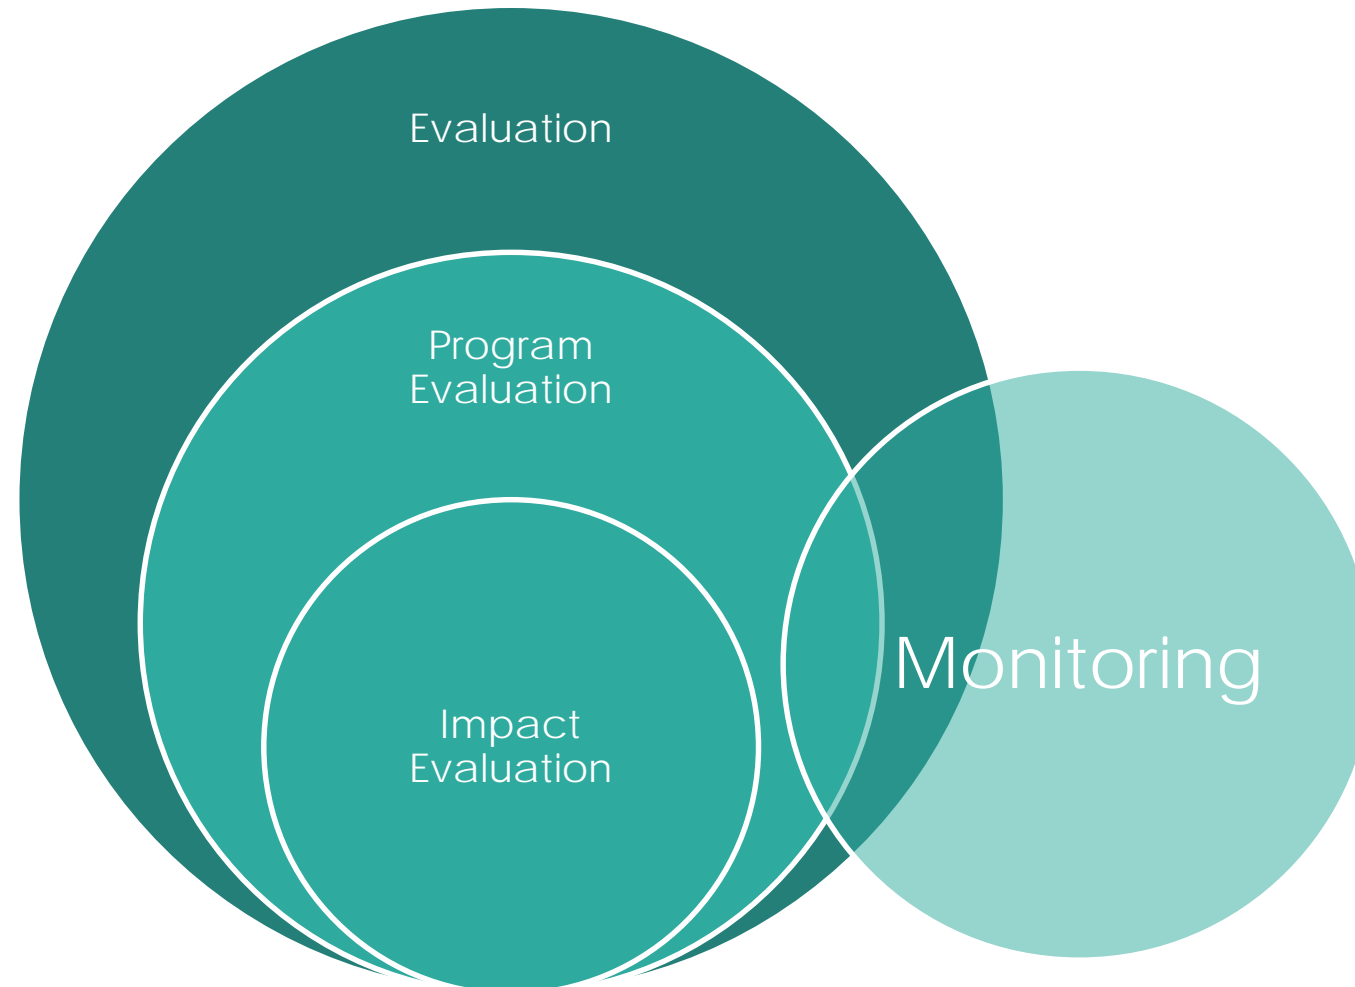 Evaluation
Program
Evaluation
Monitoring
Impact
Evaluation